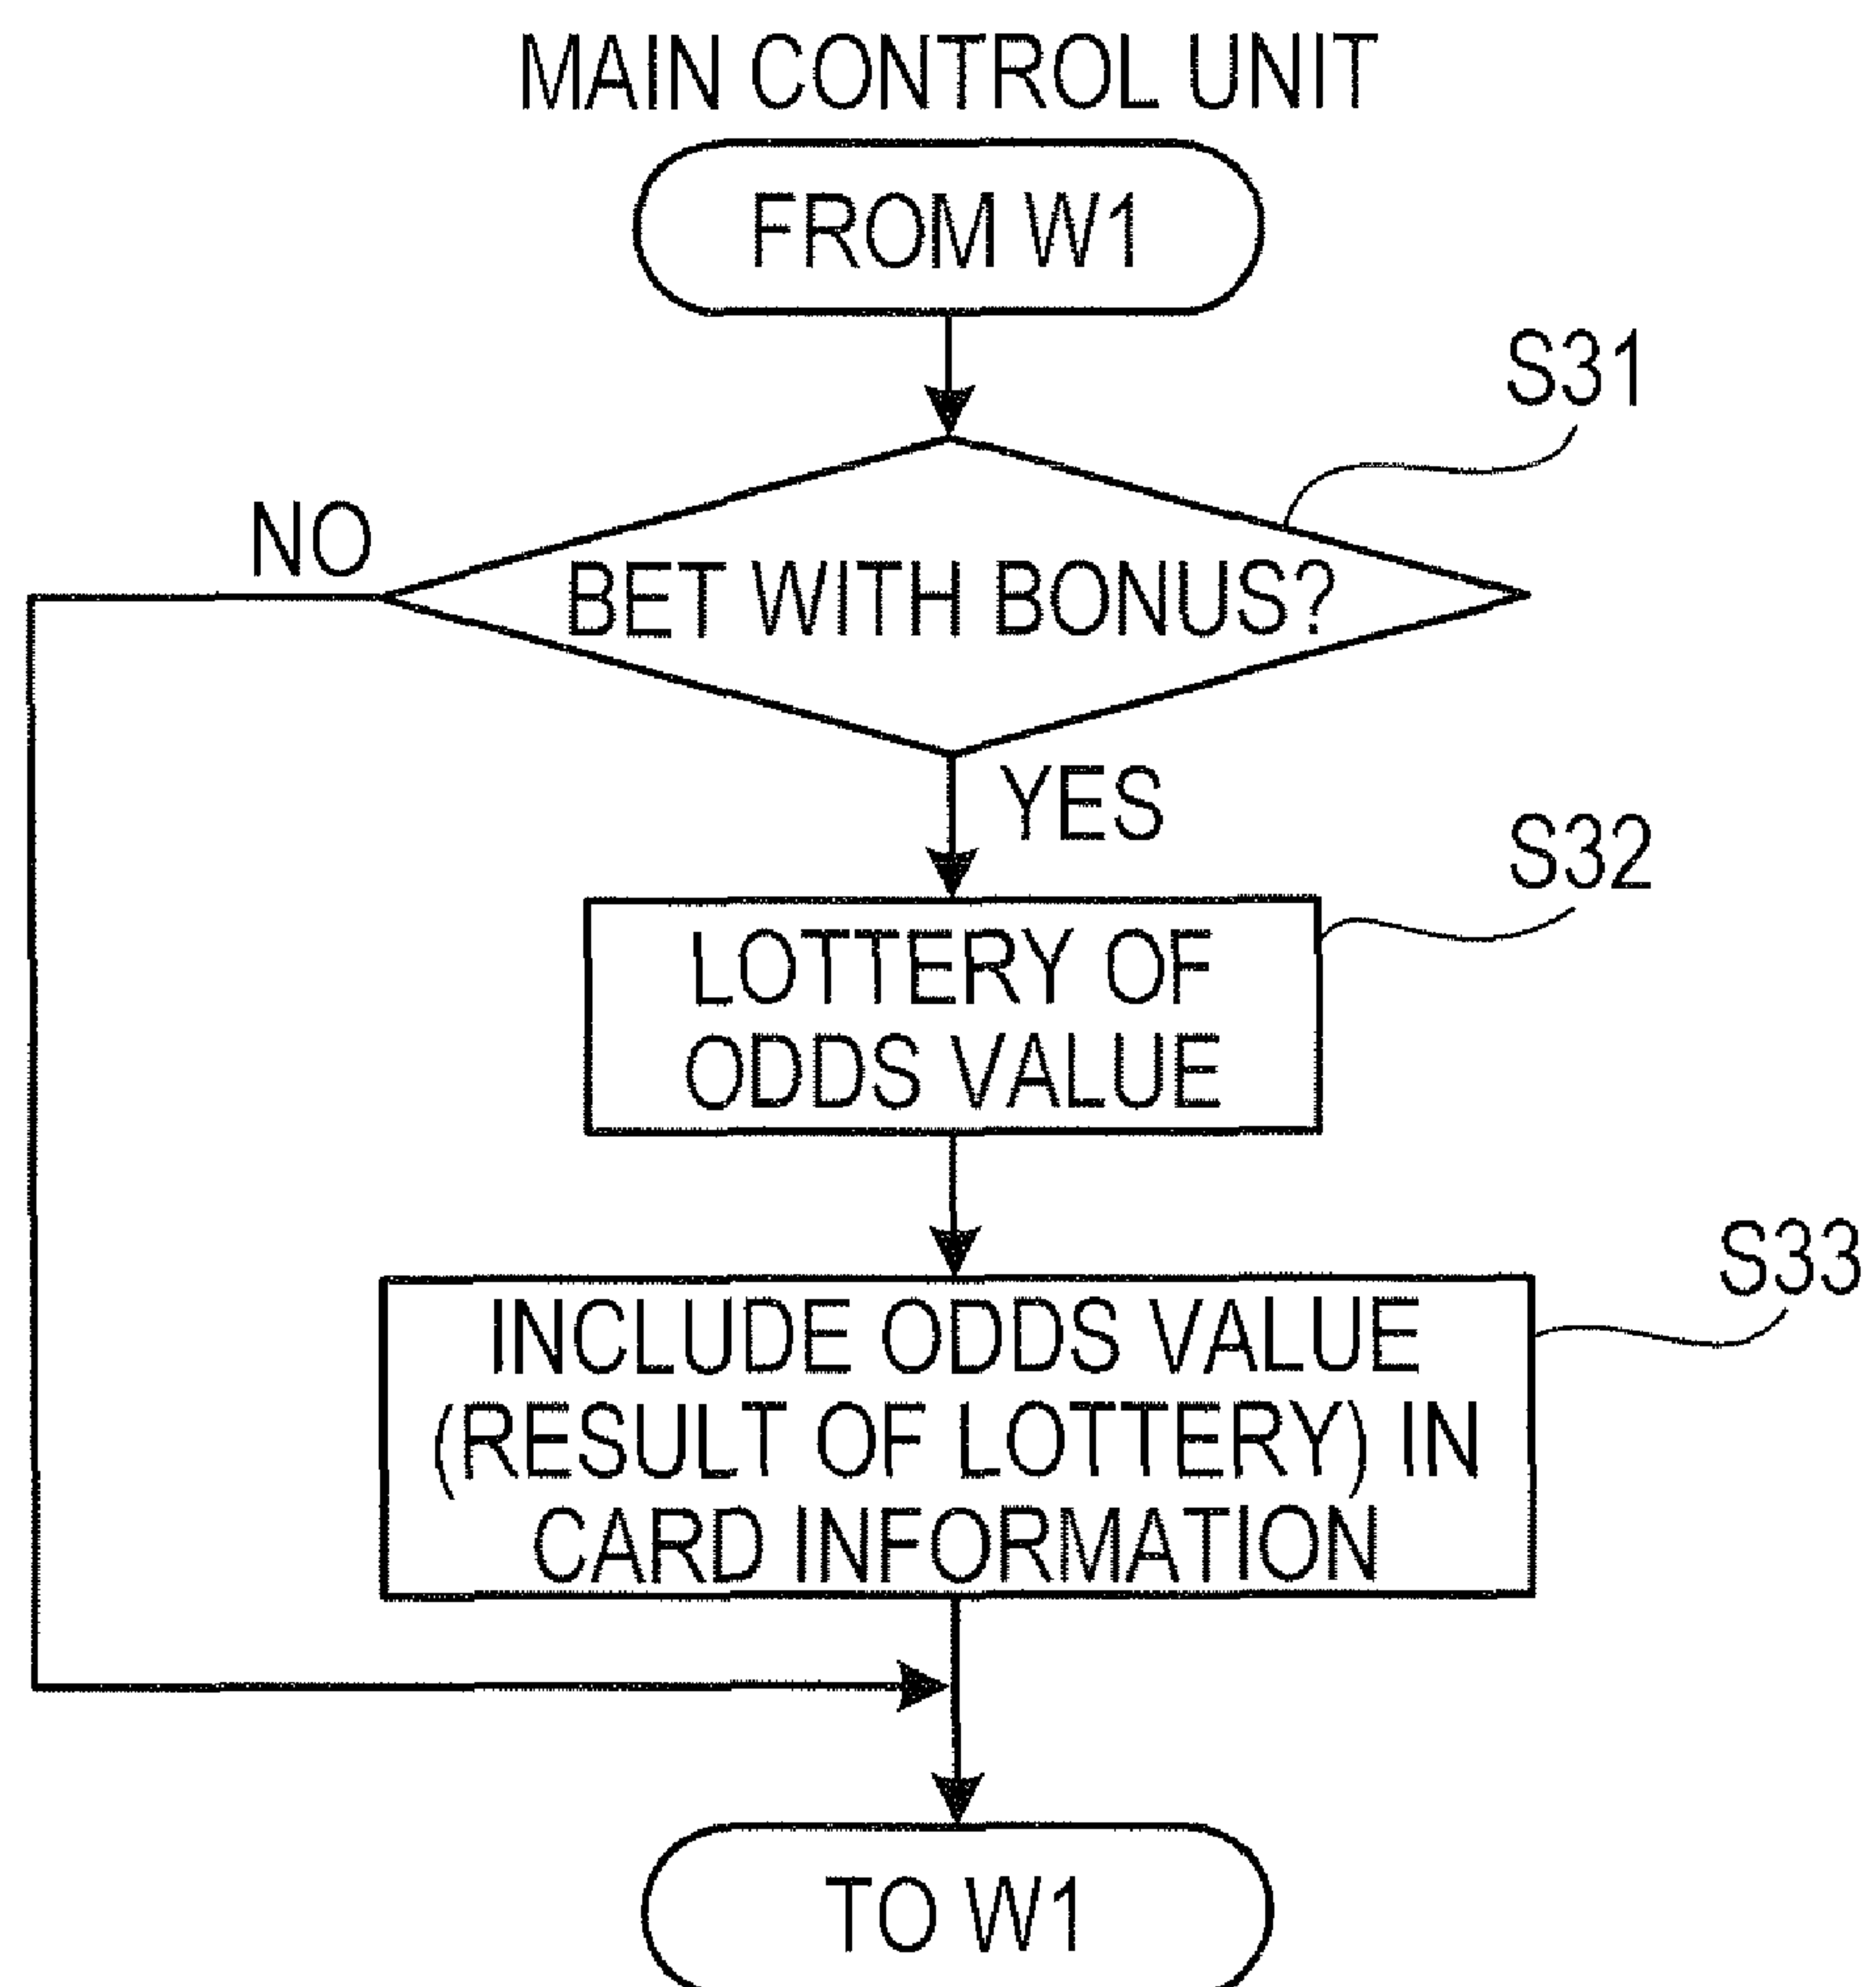 MAIN CONTROL UNIT
FROM W1
S31
NO
BET WITH BONUS?
YES
S32
LOTTERY OF
ODDS VALUE
S33
INCLUDE ODDS VALUE
(RESULT OF LOTTERY) IN
CARD INFORMATION
TO W1